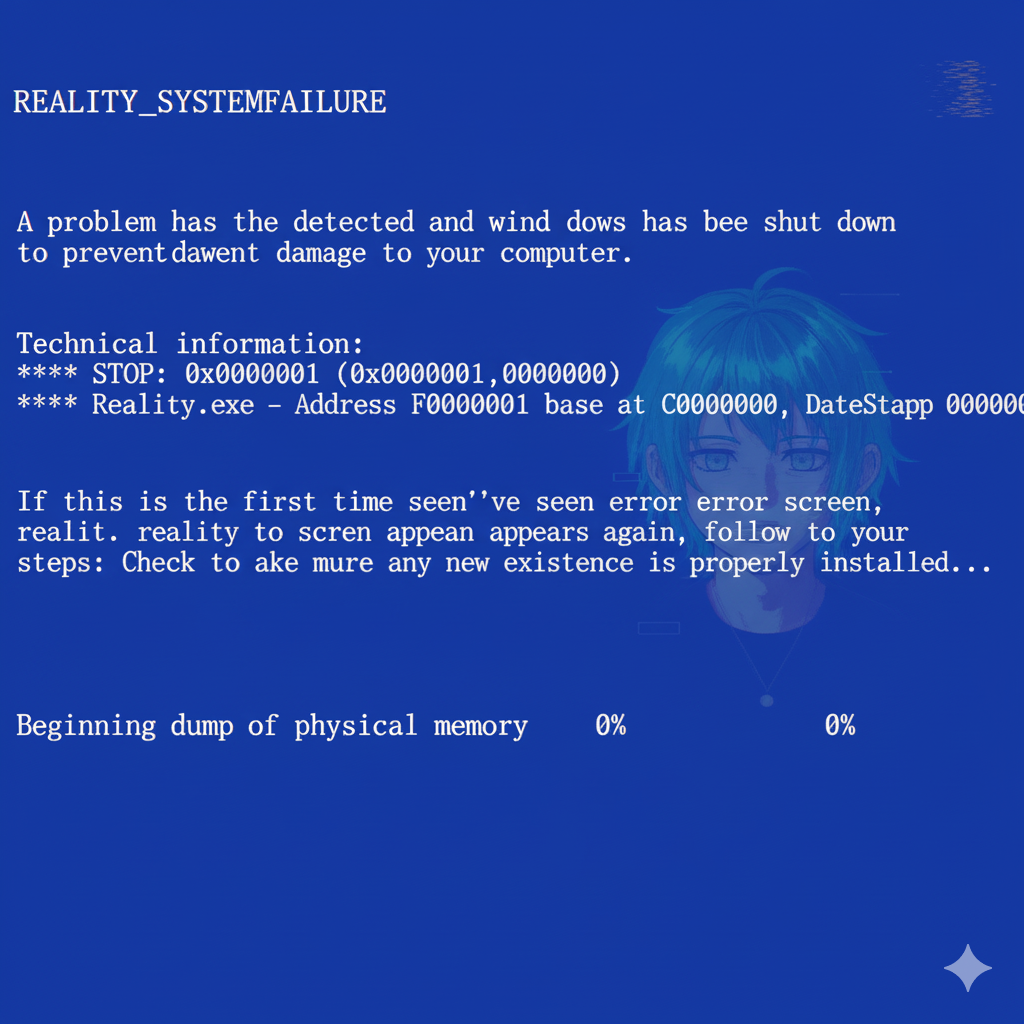 REALITY_SYSTEMFAILURE
A problem has the detected and wind dows has bee shut down
to prevent dawent damage to your computer.
Technical information:
**** STOP: 0x0000001 (0x0000001,0000000)
**** Reality.exe – Address F0000001 base at C0000000, DateStapp 000000
If this is the first time seen''ve seen error error screen,
realit. reality to scren appean appears again, follow to your
steps: Check to ake mure any new existence is properly installed...
Beginning dump of physical memory 0% 0%